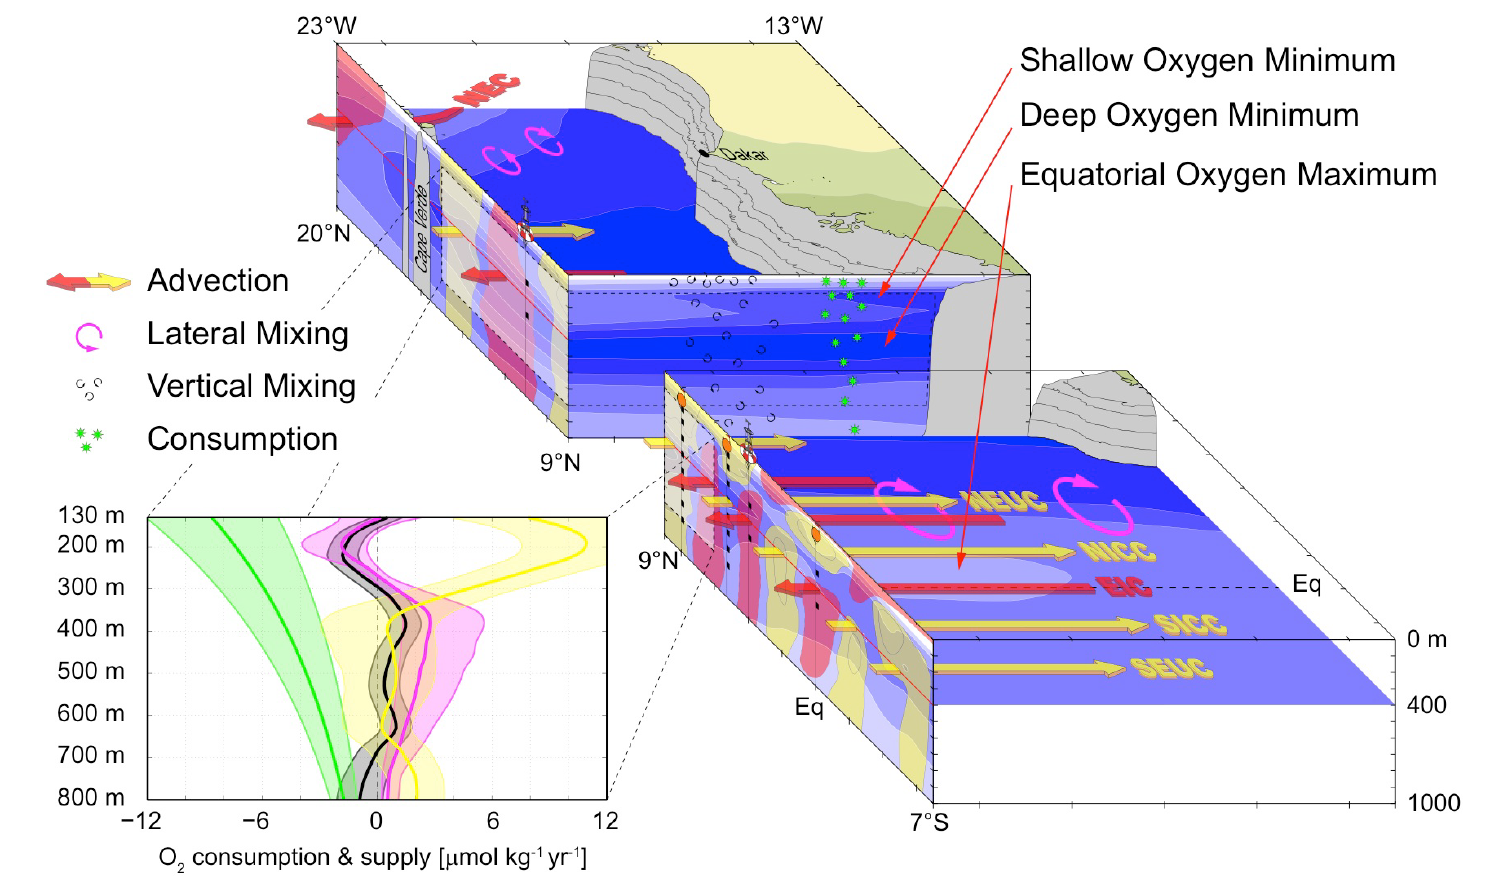 23°W
13°W
Shallow Oxygen Minimum
Deep Oxygen Minimum
Equatorial Oxygen Maximum
NEC
Dakar
Cape Verde
20°N
Advection
Lateral Mixing
Vertical Mixing
Consumption
9°N
130 m
200 m
300 m
400 m
500 m
600 m
700 m
800 m
−12
−6
0
6
12
O2 consumption & supply [μmol kg-1 yr-1]
9°N
NEUC
NICC
EIC
Eq
SICC
SEUC
0 m
400
1000
Eq
7°S